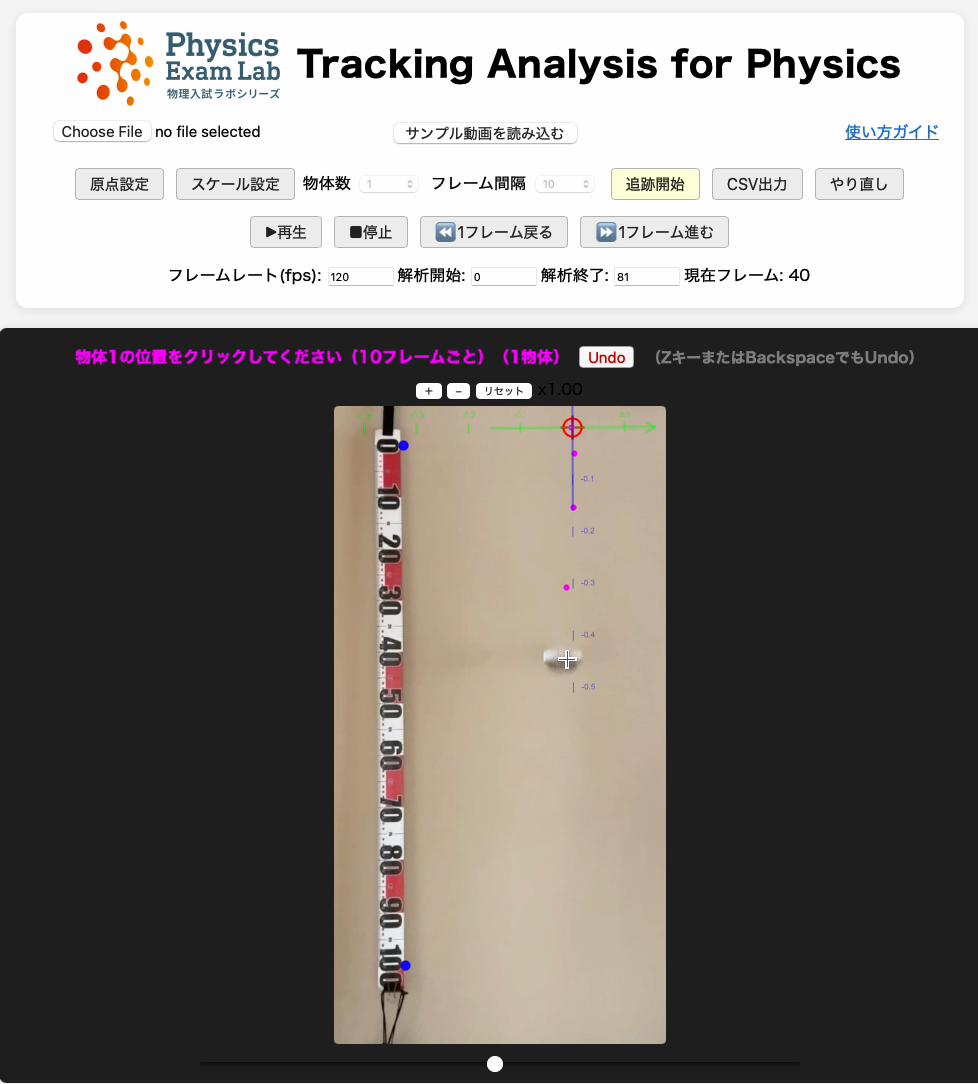 Physics
Exam Lab
物理入試ラボシリーズ
Tracking Analysis for Physics
Choose File no file selected
サンプル動画を読み込む
使い方ガイド
原点設定 スケール設定 物体数 1 フレーム間隔 10 追跡開始 CSV出力 やり直し
▶再生 ■停止 ⏪1フレーム戻る ⏩1フレーム進む
フレームレート(fps): 120 解析開始: 0 解析終了: 81 現在フレーム: 40
物体1の位置をクリックしてください（10フレームごと）（1物体） Undo （ZキーまたはBackspaceでもUndo）
+ − リセット x1.00
-0.1
-0.2
-0.3
-0.4
-0.5
0
10
20
30
40
50
60
70
80
90
100